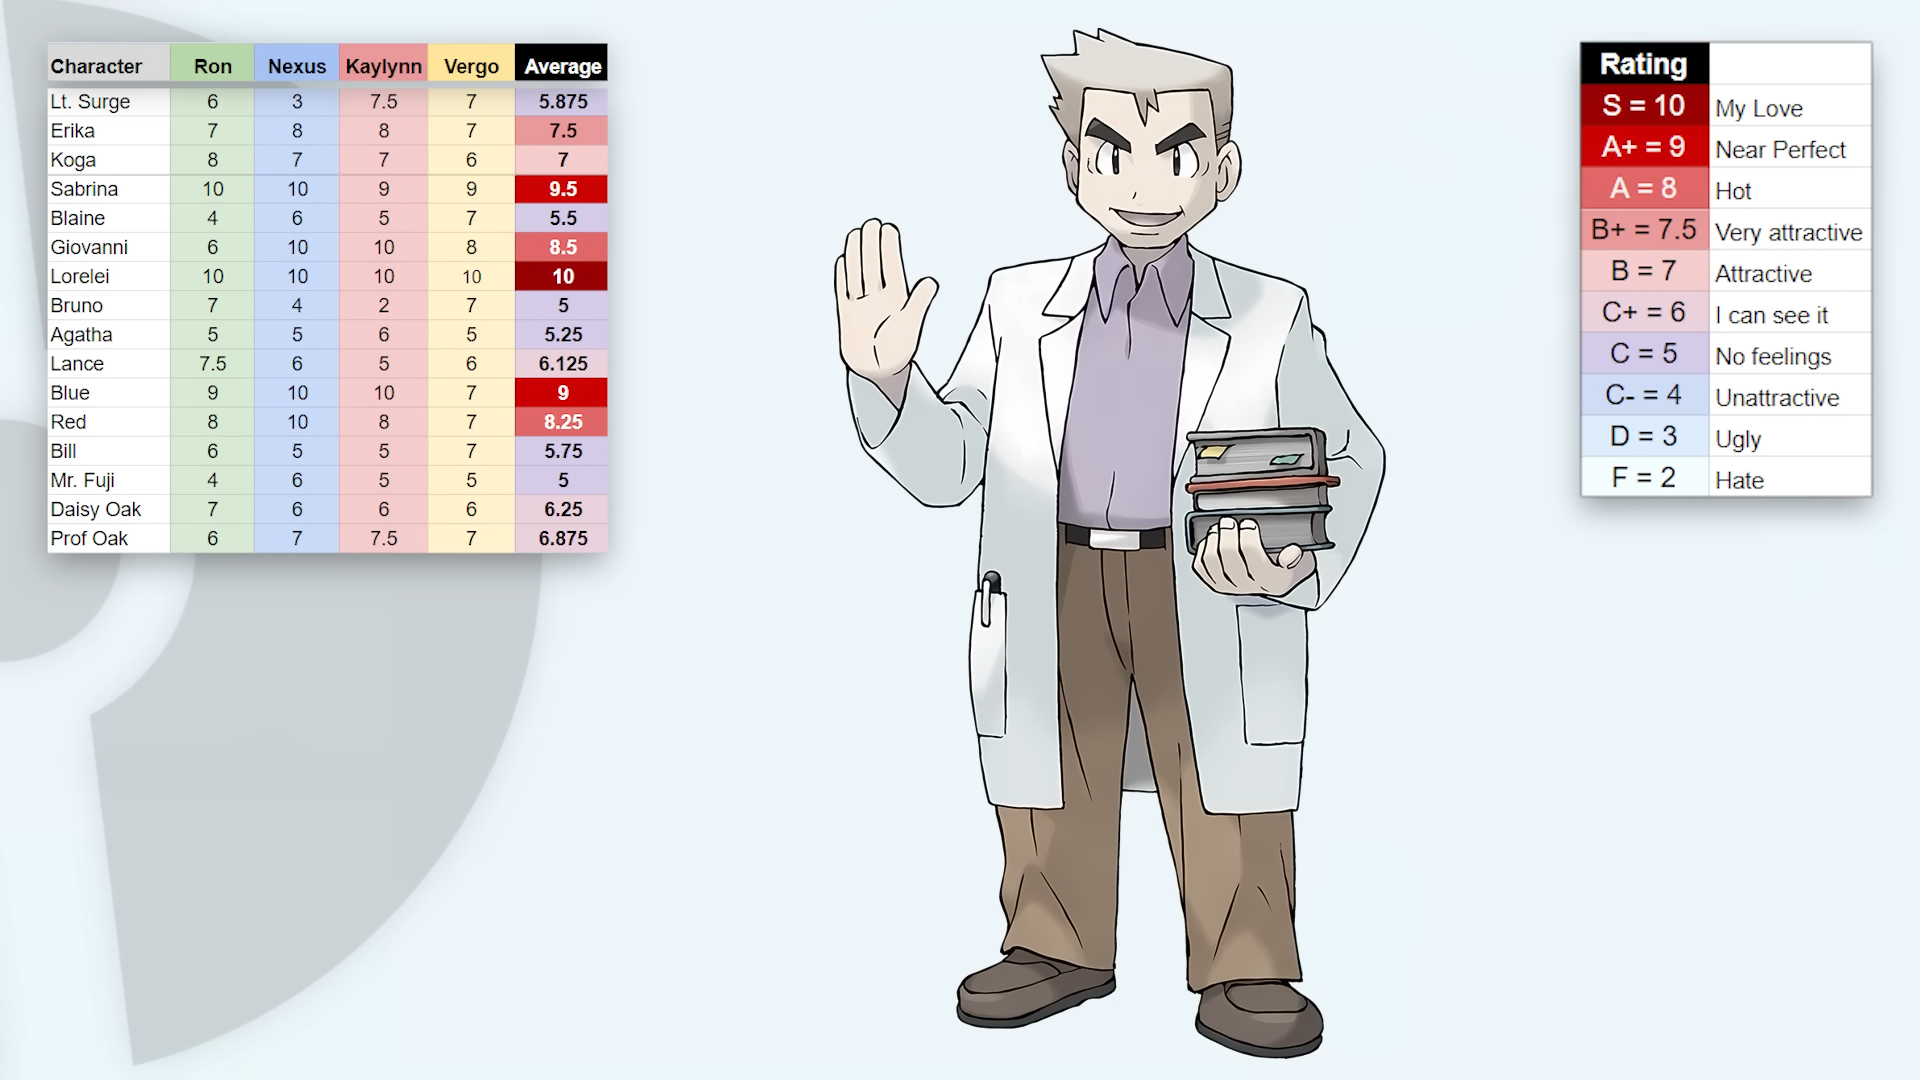 Character Ron Nexus Kaylynn Vergo Average
Lt. Surge 6 3 7.5 7 5.875
Erika 7 8 8 7 7.5
Koga 8 7 7 6 7
Sabrina 10 10 9 9 9.5
Blaine 4 6 5 7 5.5
Giovanni 6 10 10 8 8.5
Lorelei 10 10 10 10 10
Bruno 7 4 2 7 5
Agatha 5 5 6 5 5.25
Lance 7.5 6 5 6 6.125
Blue 9 10 10 7 9
Red 8 10 8 7 8.25
Bill 6 5 5 7 5.75
Mr. Fuji 4 6 5 5 5
Daisy Oak 7 6 6 6 6.25
Prof Oak 6 7 7.5 7 6.875
Rating
S = 10 My Love
A+ = 9 Near Perfect
A = 8 Hot
B+ = 7.5 Very attractive
B = 7 Attractive
C+ = 6 I can see it
C = 5 No feelings
C- = 4 Unattractive
D = 3 Ugly
F = 2 Hate